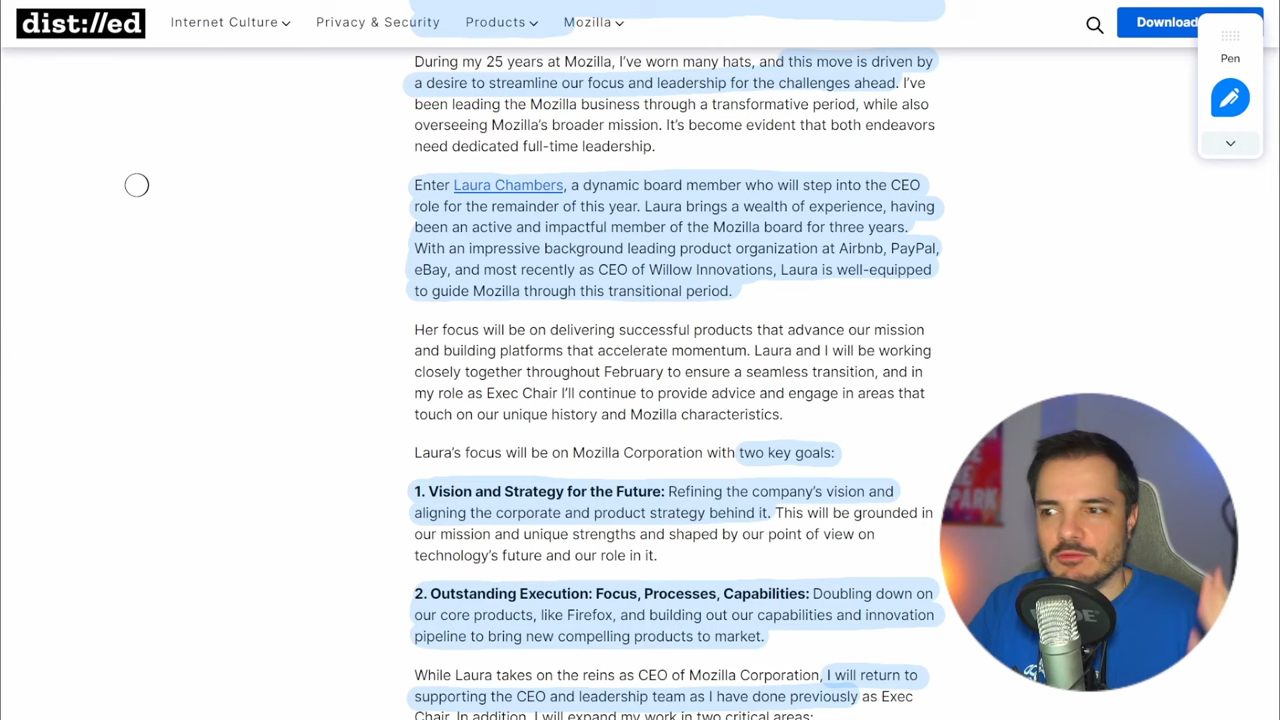 dist://ed
Internet Culture
Privacy & Security
Products
Mozilla
Download
Pen
During my 25 years at Mozilla, I've worn many hats, and this move is driven by
a desire to streamline our focus and leadership for the challenges ahead. I've
been leading the Mozilla business through a transformative period, while also
overseeing Mozilla's broader mission. It's become evident that both endeavors
need dedicated full-time leadership.
Enter Laura Chambers, a dynamic board member who will step into the CEO
role for the remainder of this year. Laura brings a wealth of experience, having
been an active and impactful member of the Mozilla board for three years.
With an impressive background leading product organization at Airbnb, PayPal,
eBay, and most recently as CEO of Willow Innovations, Laura is well-equipped
to guide Mozilla through this transitional period.
Her focus will be on delivering successful products that advance our mission
and building platforms that accelerate momentum. Laura and I will be working
closely together throughout February to ensure a seamless transition, and in
my role as Exec Chair I'll continue to provide advice and engage in areas that
touch on our unique history and Mozilla characteristics.
Laura's focus will be on Mozilla Corporation with two key goals:
1. Vision and Strategy for the Future: Refining the company's vision and
aligning the corporate and product strategy behind it. This will be grounded in
our mission and unique strengths and shaped by our point of view on
technology's future and our role in it.
2. Outstanding Execution: Focus, Processes, Capabilities: Doubling down on
our core products, like Firefox, and building out our capabilities and innovation
pipeline to bring new compelling products to market.
While Laura takes on the reins as CEO of Mozilla Corporation, I will return to
supporting the CEO and leadership team as I have done previously as Exec
Chair. In addition, I will expand my work in two critical areas: